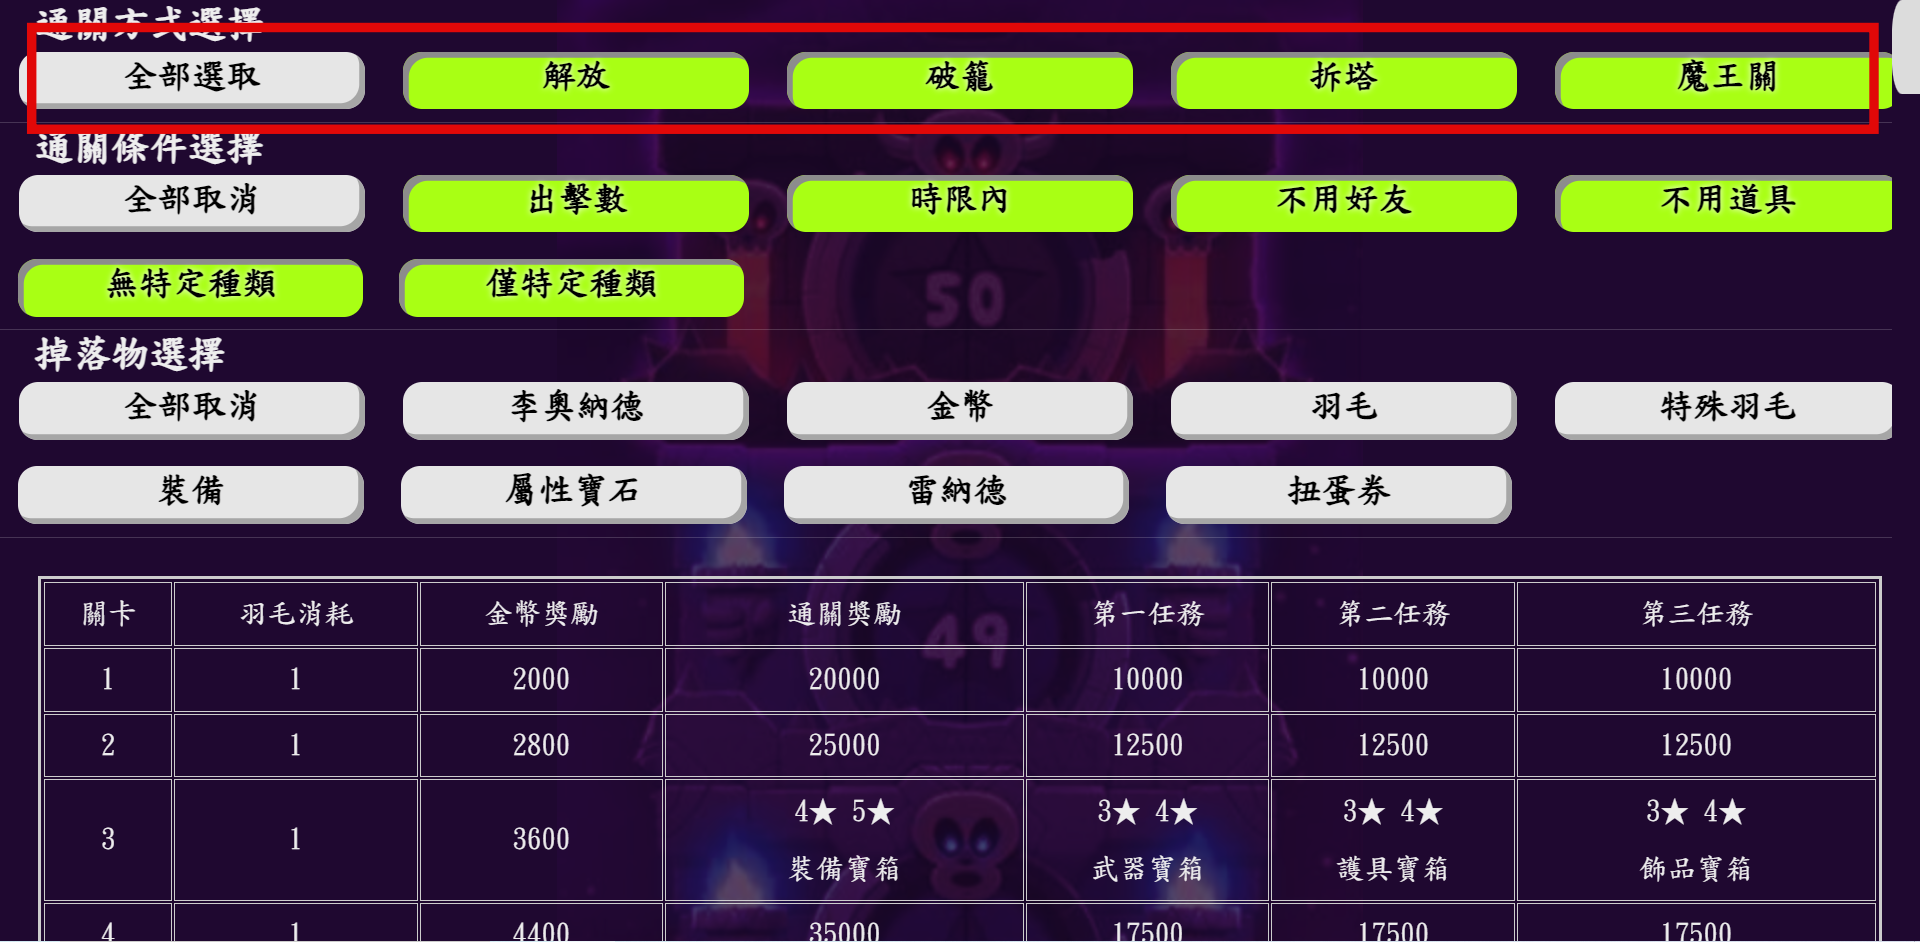 通關方式選擇
全部選取 解放 破籠 拆塔 魔王關
通關條件選擇
全部取消 出擊數 時限內 不用好友 不用道具
無特定種類 僅特定種類
掉落物選擇
全部取消 李奧納德 金幣 羽毛 特殊羽毛
裝備 屬性寶石 雷納德 扭蛋券
關卡 羽毛消耗 金幣獎勵 通關獎勵 第一任務 第二任務 第三任務
1 1 2000 20000 10000 10000 10000
2 1 2800 25000 12500 12500 12500
3 1 3600 4★ 5★ 裝備寶箱 3★ 4★ 武器寶箱 3★ 4★ 護具寶箱 3★ 4★ 飾品寶箱
4 1 4400 35000 17500 17500 17500
50
49